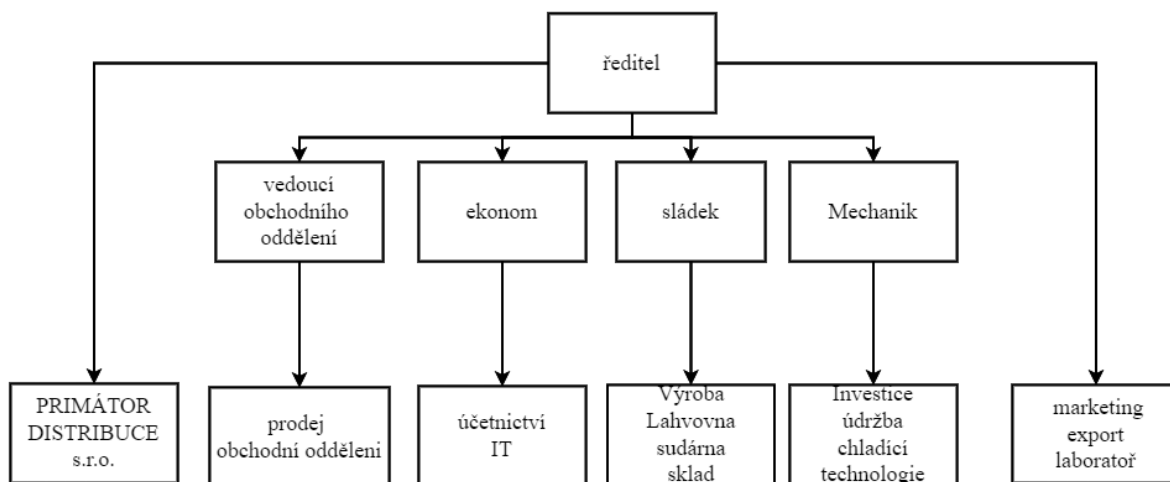 ředitel
vedoucí
obchodního
oddělení
ekonom
sládek
Mechanik
PRIMÁTOR
DISTRIBUCE
s.r.o.
prodej
obchodní odděleni
účetnictví
IT
Výroba
Lahvovna
sudárna
sklad
Investice
údržba
chladící
technologie
marketing
export
laboratoř